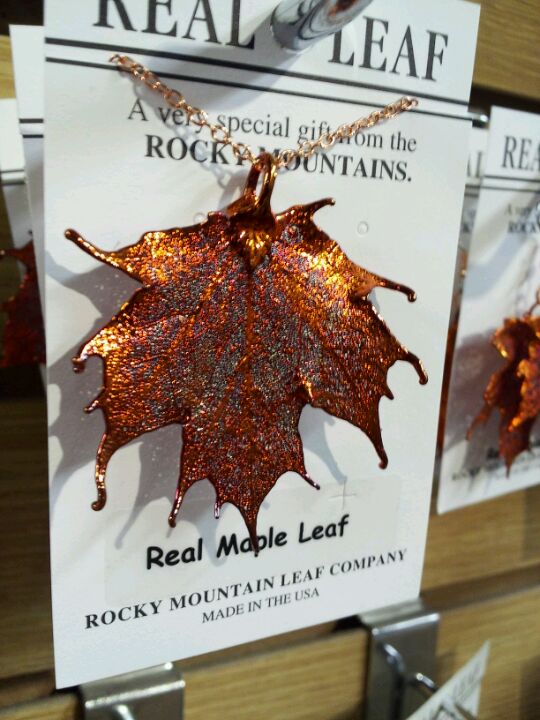 REAL LEAF
A very special gift from the
ROCKY MOUNTAINS.
Real Maple Leaf
ROCKY MOUNTAIN LEAF COMPANY
MADE IN THE USA
REA